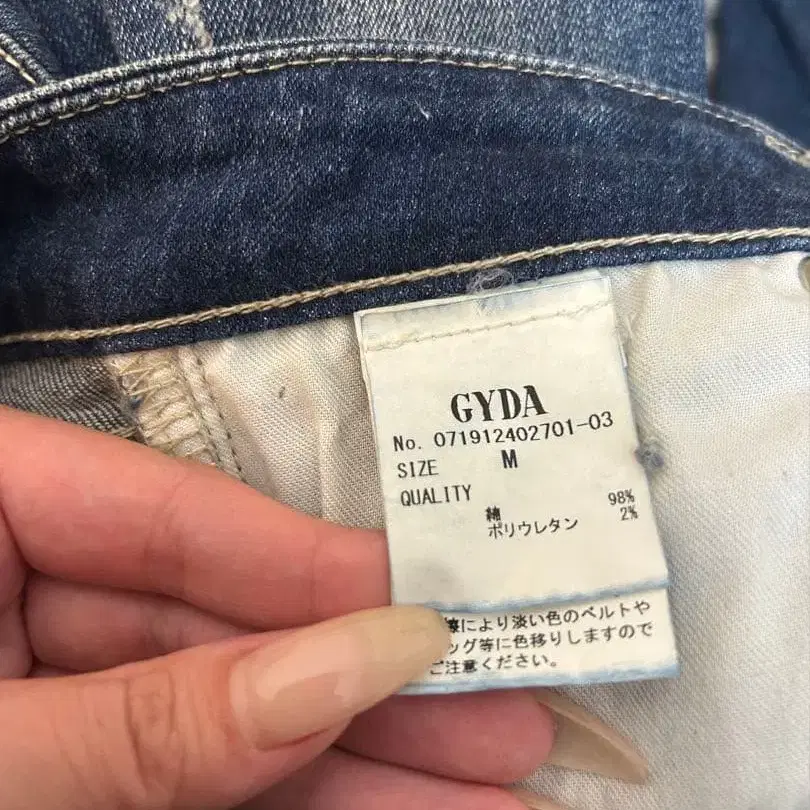 GYDA
No. 071912402701-03
SIZE M
QUALITY
綿 98%
ポリウレタン 2%
により淡い色のベルトや
ッグ等に色移りしますので
ご注意ください。